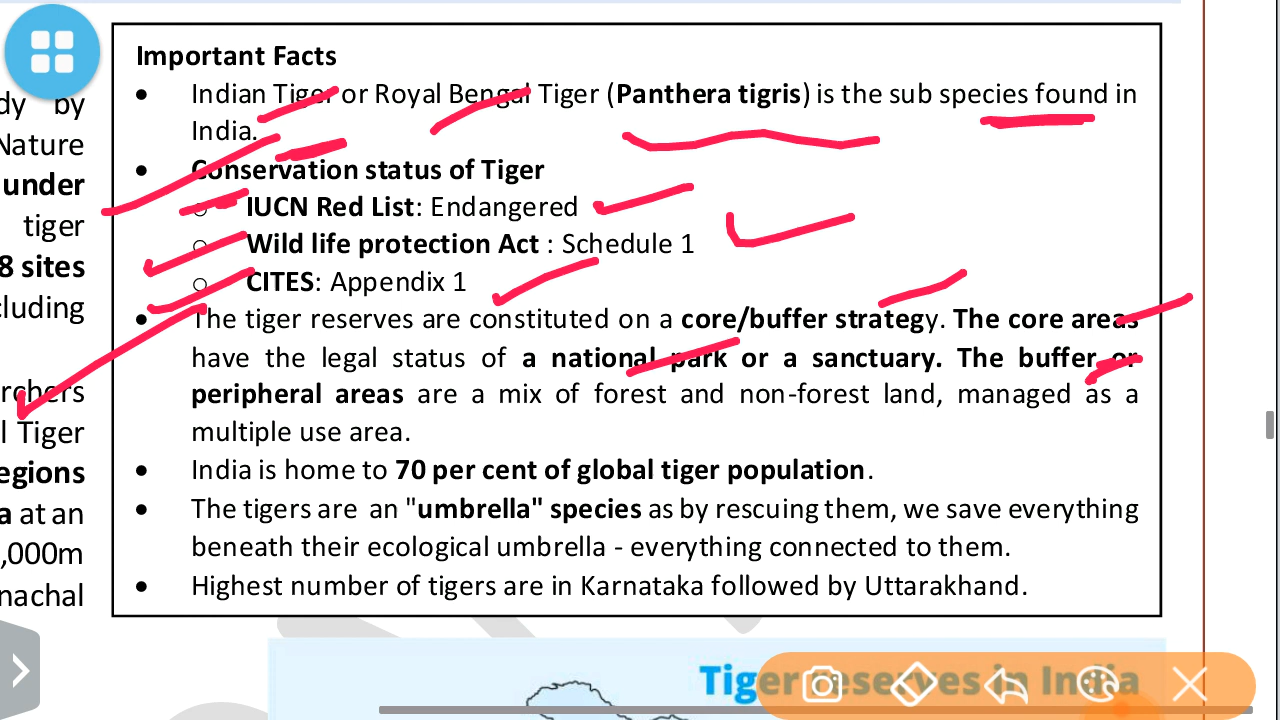 Important Facts
• Indian Tiger or Royal Bengal Tiger (Panthera tigris) is the sub species found in
India.
• Conservation status of Tiger
○ IUCN Red List: Endangered
○ Wild life protection Act : Schedule 1
○ CITES: Appendix 1
• The tiger reserves are constituted on a core/buffer strategy. The core areas
have the legal status of a national park or a sanctuary. The buffer or
peripheral areas are a mix of forest and non-forest land, managed as a
multiple use area.
• India is home to 70 per cent of global tiger population.
• The tigers are an "umbrella" species as by rescuing them, we save everything
beneath their ecological umbrella - everything connected to them.
• Highest number of tigers are in Karnataka followed by Uttarakhand.
dy by
Nature
under
tiger
8 sites
cluding
rchers
l Tiger
egions
a at an
,000m
nachal
Tiger reserves in India